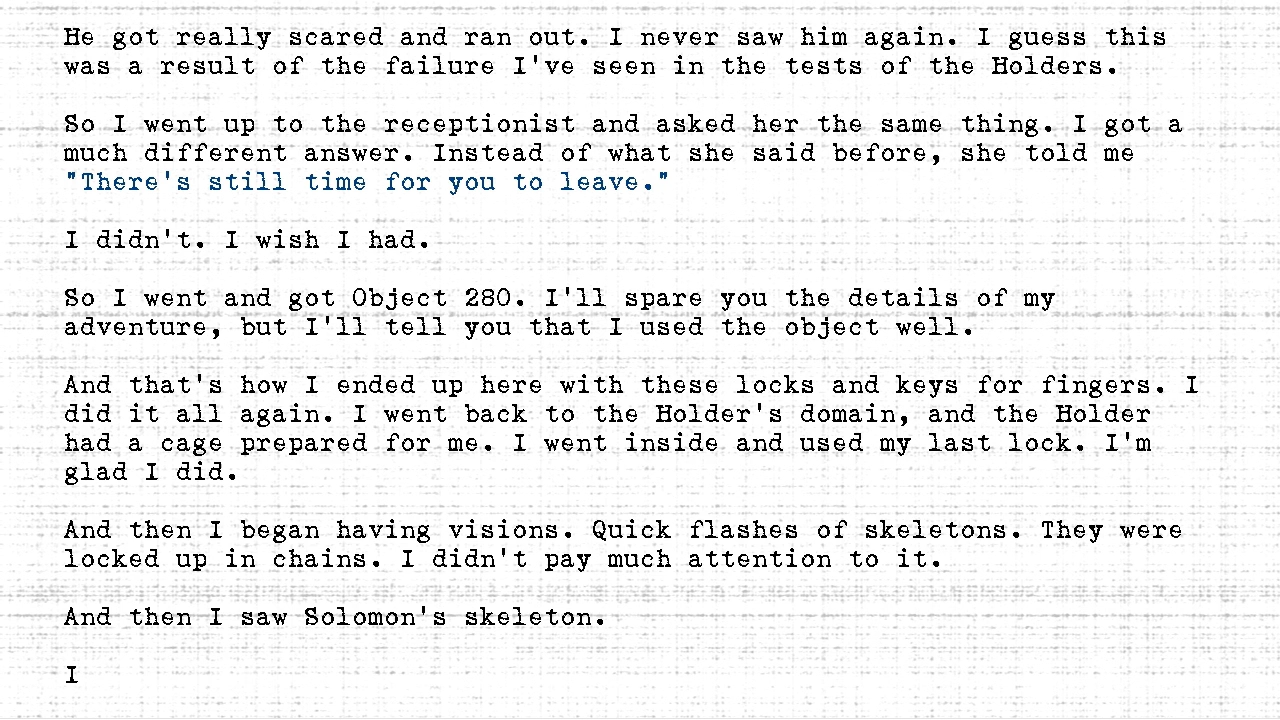 He got really scared and ran out. I never saw him again. I guess this
was a result of the failure I've seen in the tests of the Holders.
So I went up to the receptionist and asked her the same thing. I got a
much different answer. Instead of what she said before, she told me
"There's still time for you to leave."
I didn't. I wish I had.
So I went and got Object 280. I'll spare you the details of my
adventure, but I'll tell you that I used the object well.
And that's how I ended up here with these locks and keys for fingers. I
did it all again. I went back to the Holder's domain, and the Holder
had a cage prepared for me. I went inside and used my last lock. I'm
glad I did.
And then I began having visions. Quick flashes of skeletons. They were
locked up in chains. I didn't pay much attention to it.
And then I saw Solomon's skeleton.
I